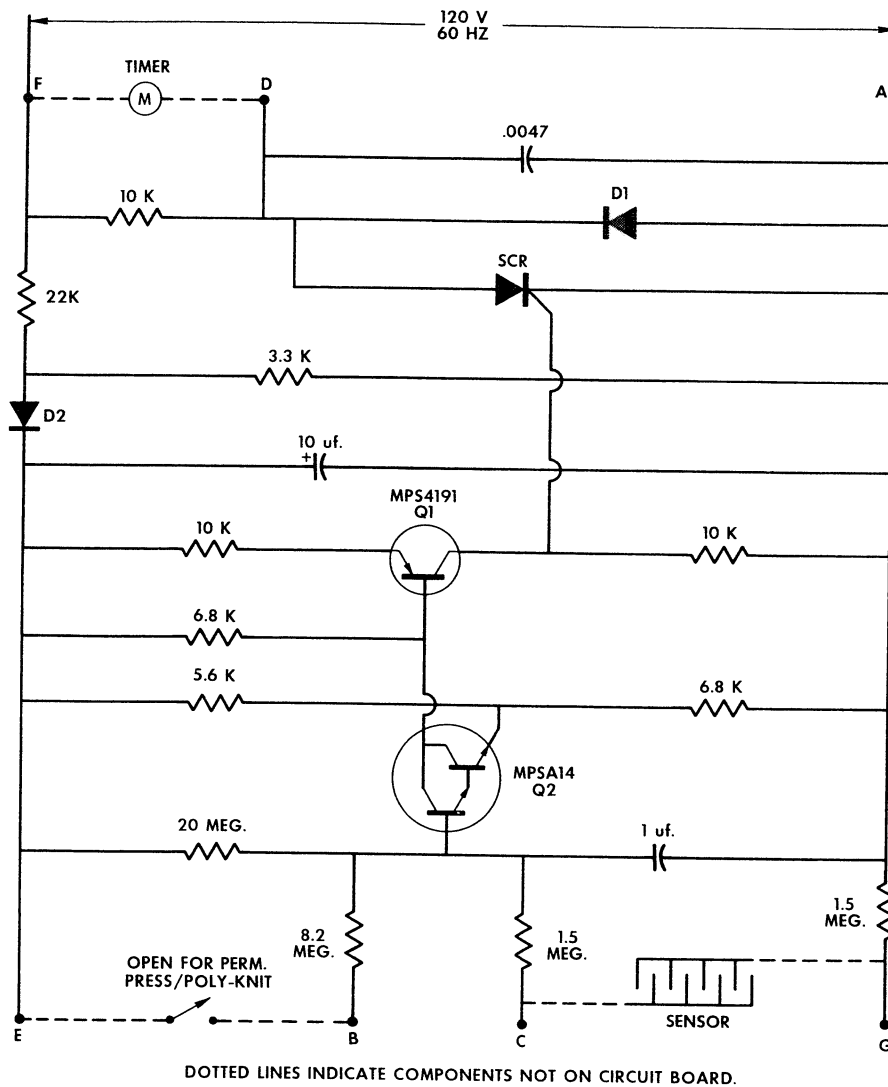 120 V
60 HZ
TIMER
F
M
D
A
.0047
10 K
D1
SCR
22K
3.3 K
D2
10 uf.
+
MPS4191
Q1
10 K
10 K
6.8 K
5.6 K
6.8 K
MPSA14
Q2
20 MEG.
1 uf.
8.2
MEG.
1.5
MEG.
1.5
MEG.
OPEN FOR PERM.
PRESS/POLY-KNIT
SENSOR
E
B
C
G
DOTTED LINES INDICATE COMPONENTS NOT ON CIRCUIT BOARD.